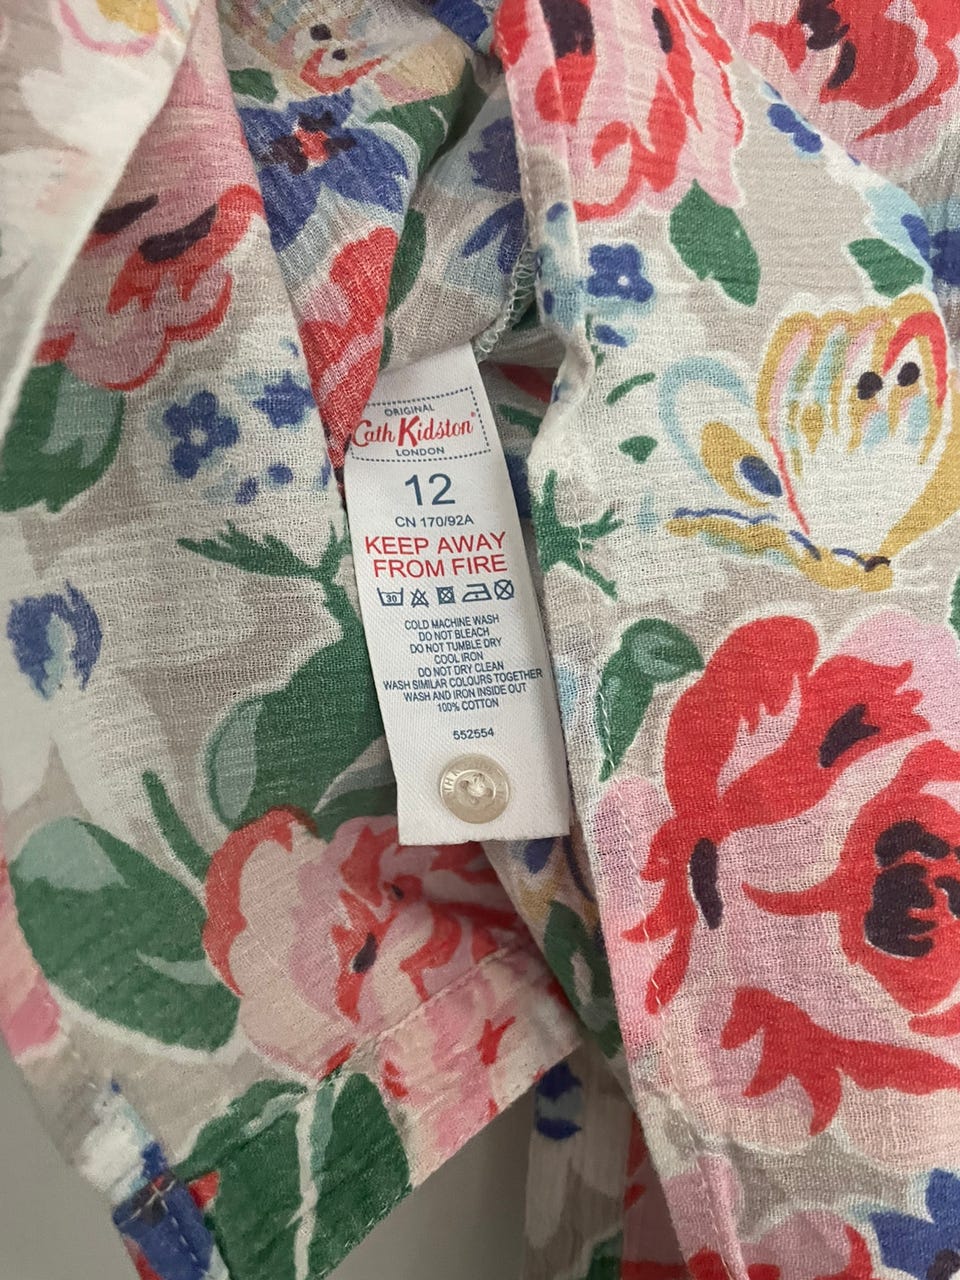 ORIGINAL
Cath Kidston®
LONDON
12
CN 170/92A
KEEP AWAY
FROM FIRE
30
COLD MACHINE WASH
DO NOT BLEACH
DO NOT TUMBLE DRY
COOL IRON
DO NOT DRY CLEAN
WASH SIMILAR COLOURS TOGETHER
WASH AND IRON INSIDE OUT
100% COTTON
552554